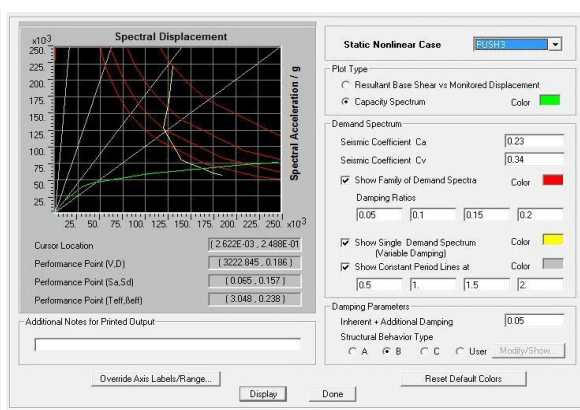 Spectral Displacement
x10³
250.
225.
200.
175.
150.
125.
100.
75.
50.
25.
25. 50. 75. 100. 125. 150. 175. 200. 225. 250. x10³
Spectral Acceleration / g
Cursor Location
( 2.622E-03 , 2.488E-01
Performance Point (V,D)
( 3222.845 , 0.186 )
Performance Point (Sa,Sd)
( 0.065 , 0.157 )
Performance Point (Teff,βeff)
( 3.048 , 0.238 )
Additional Notes for Printed Output
Override Axis Labels/Range...
Static Nonlinear Case
PUSH3
Plot Type
Resultant Base Shear vs Monitored Displacement
Capacity Spectrum
Color
Demand Spectrum
Seismic Coefficient Ca
0.23
Seismic Coefficient Cv
0.34
Show Family of Demand Spectra
Color
Damping Ratios
0.05 0.1 0.15 0.2
Show Single Demand Spectrum
Color
(Variable Damping)
Show Constant Period Lines at
Color
0.5 1. 1.5 2.
Damping Parameters
Inherent + Additional Damping
0.05
Structural Behavior Type
A B C User Modify/Show...
Reset Default Colors
Display Done